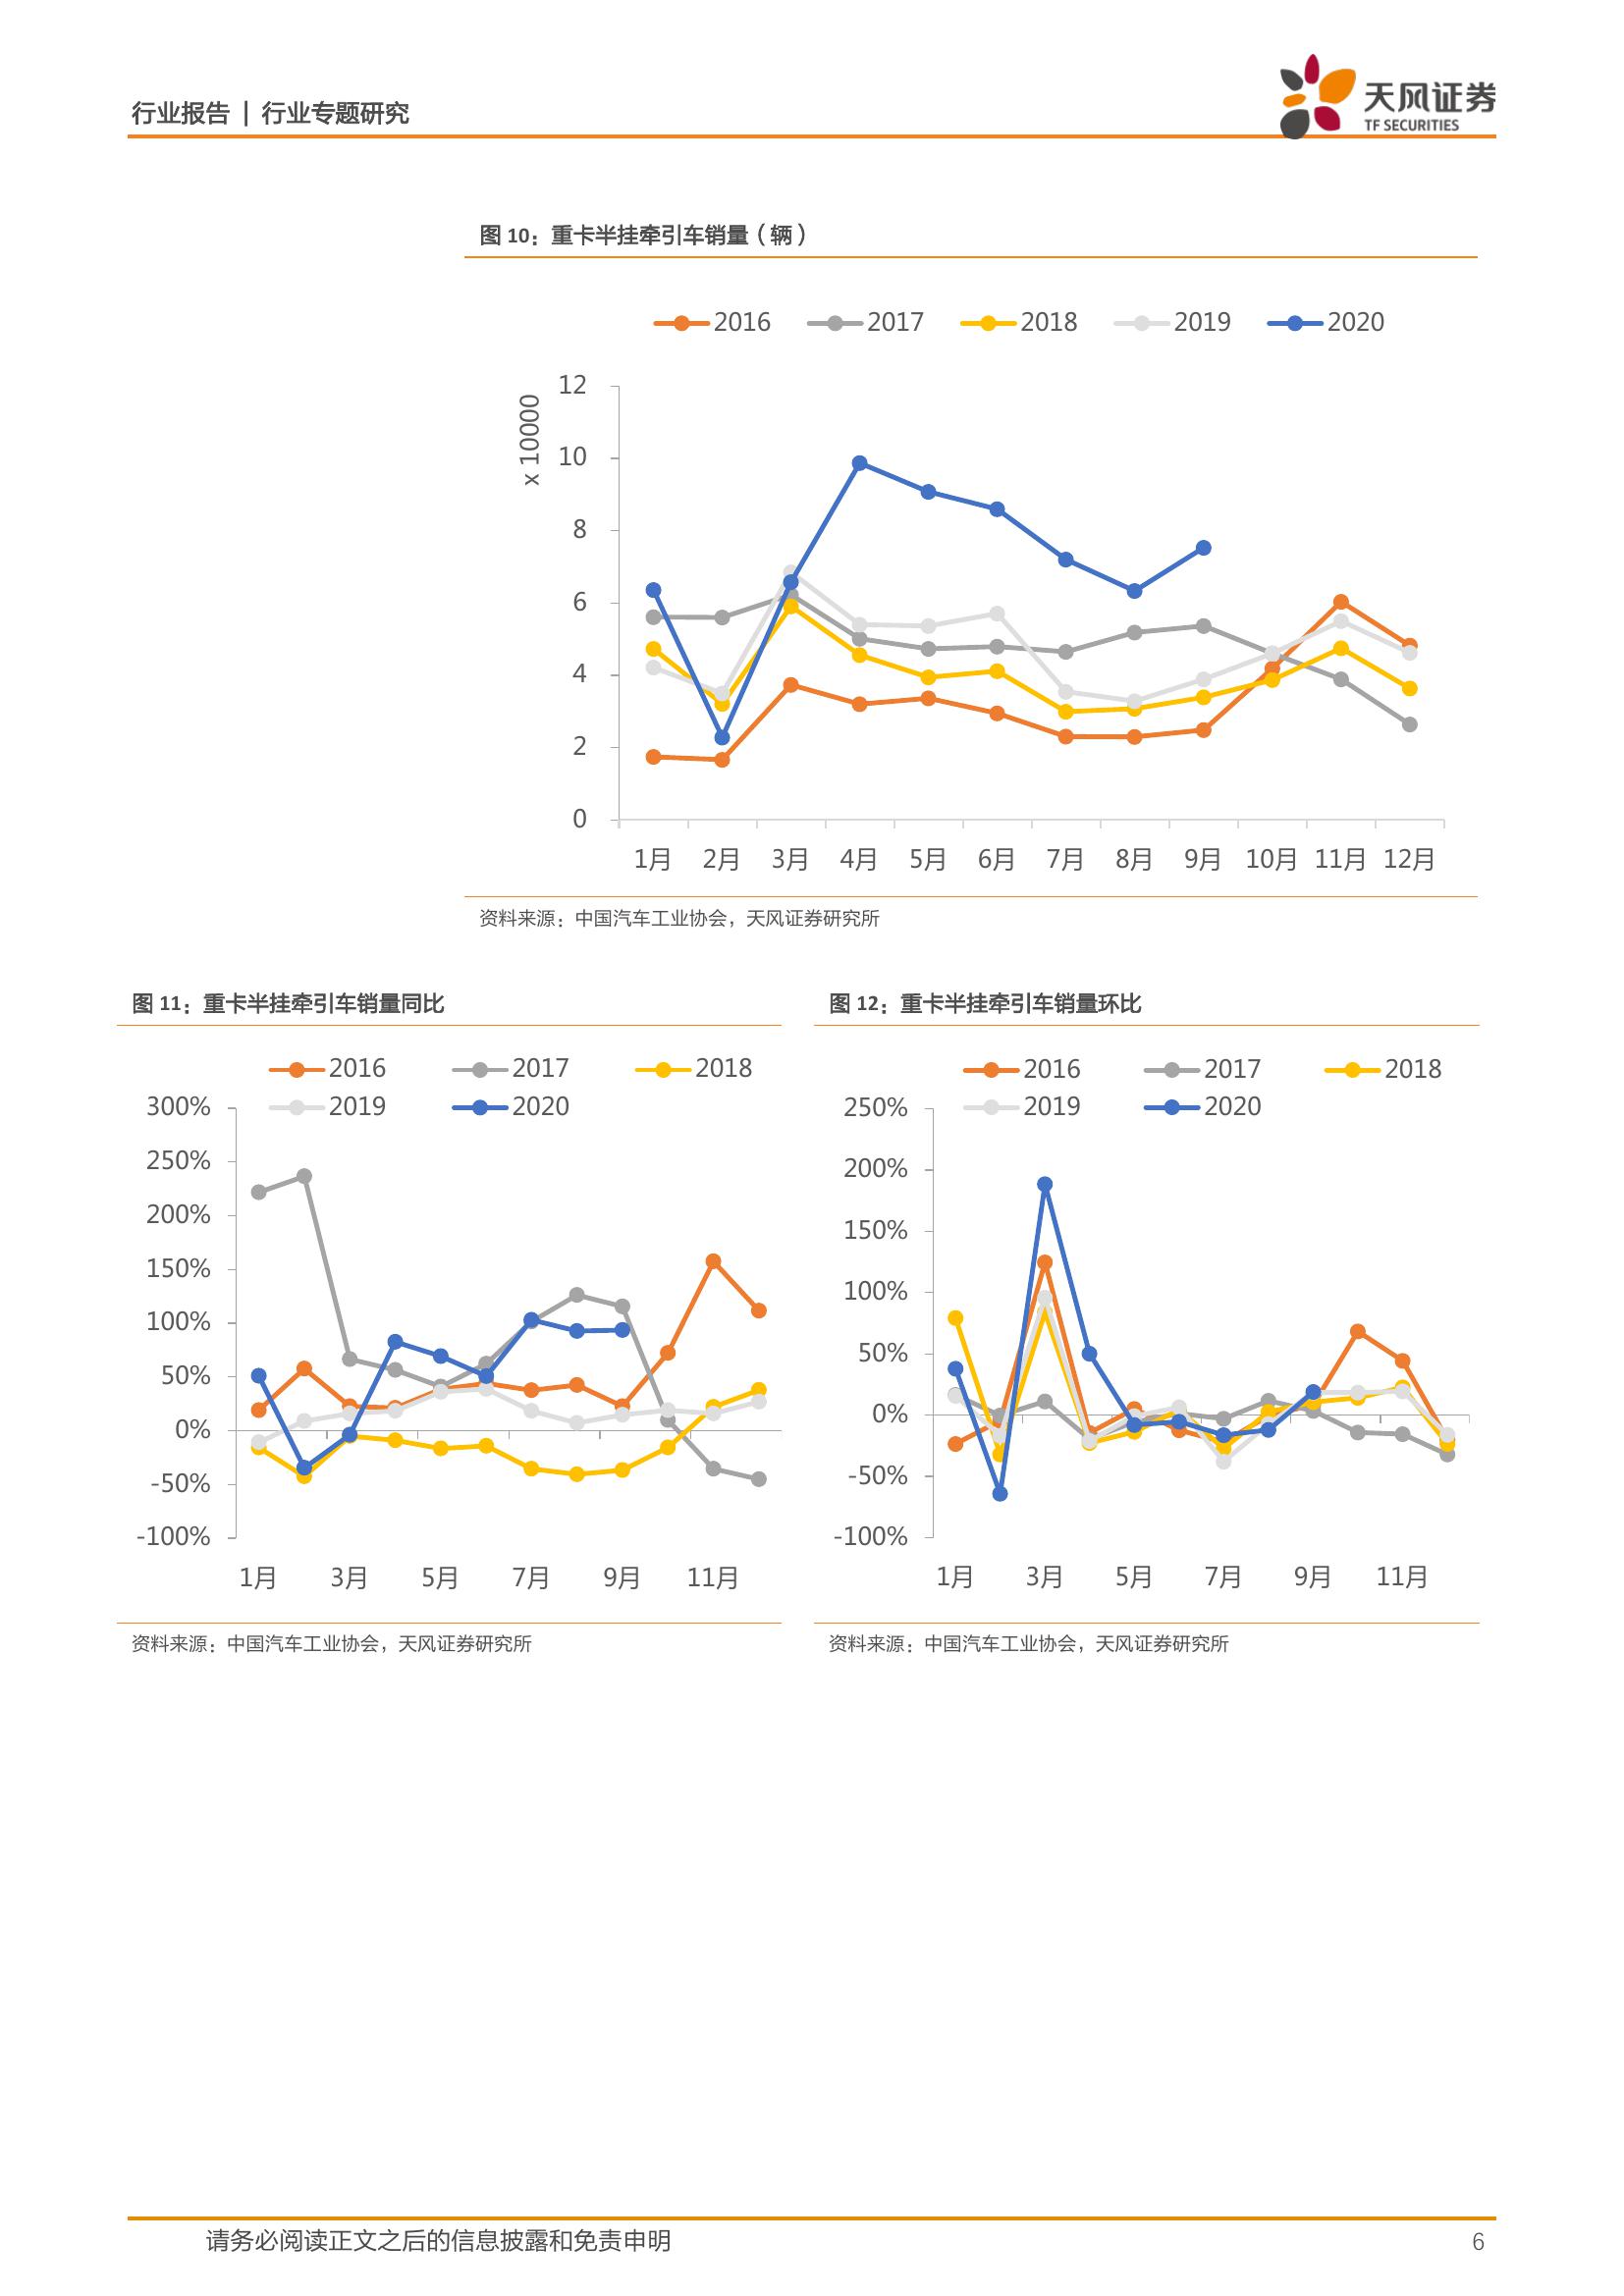 行业报告 | 行业专题研究
天风证券
TF SECURITIES
图 10：重卡半挂牵引车销量（辆）
2016 2017 2018 2019 2020
x 10000
12
10
8
6
4
2
0
1月 2月 3月 4月 5月 6月 7月 8月 9月 10月 11月 12月
资料来源：中国汽车工业协会，天风证券研究所
图 11：重卡半挂牵引车销量同比
2016 2017 2018
2019 2020
300%
250%
200%
150%
100%
50%
0%
-50%
-100%
1月 3月 5月 7月 9月 11月
资料来源：中国汽车工业协会，天风证券研究所
图 12：重卡半挂牵引车销量环比
2016 2017 2018
2019 2020
250%
200%
150%
100%
50%
0%
-50%
-100%
1月 3月 5月 7月 9月 11月
资料来源：中国汽车工业协会，天风证券研究所
请务必阅读正文之后的信息披露和免责申明 6